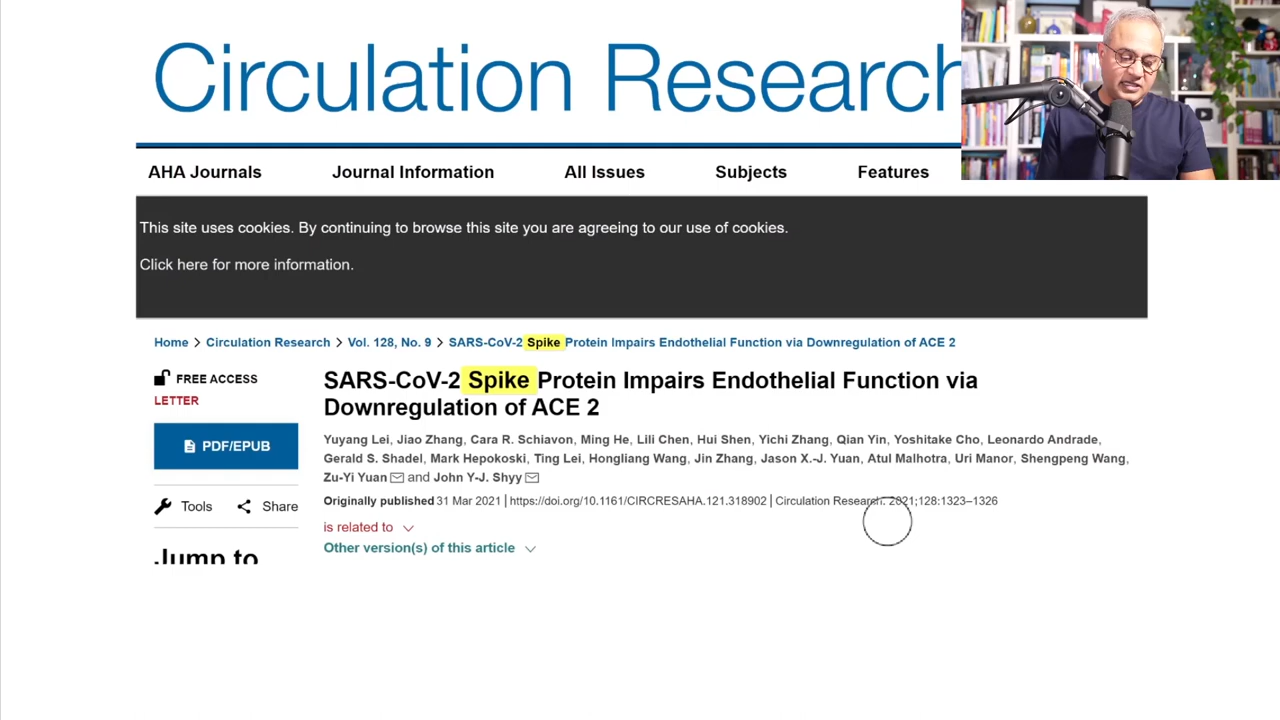 Circulation Research
AHA Journals Journal Information All Issues Subjects Features
This site uses cookies. By continuing to browse this site you are agreeing to our use of cookies.
Click here for more information.
Home > Circulation Research > Vol. 128, No. 9 > SARS-CoV-2 Spike Protein Impairs Endothelial Function via Downregulation of ACE 2
FREE ACCESS
LETTER
PDF/EPUB
Tools Share
Jump to
SARS-CoV-2 Spike Protein Impairs Endothelial Function via
Downregulation of ACE 2
Yuyang Lei, Jiao Zhang, Cara R. Schiavon, Ming He, Lili Chen, Hui Shen, Yichi Zhang, Qian Yin, Yoshitake Cho, Leonardo Andrade,
Gerald S. Shadel, Mark Hepokoski, Ting Lei, Hongliang Wang, Jin Zhang, Jason X.-J. Yuan, Atul Malhotra, Uri Manor, Shengpeng Wang,
Zu-Yi Yuan and John Y-J. Shyy
Originally published 31 Mar 2021 | https://doi.org/10.1161/CIRCRESAHA.121.318902 | Circulation Research. 2021;128:1323–1326
is related to
Other version(s) of this article